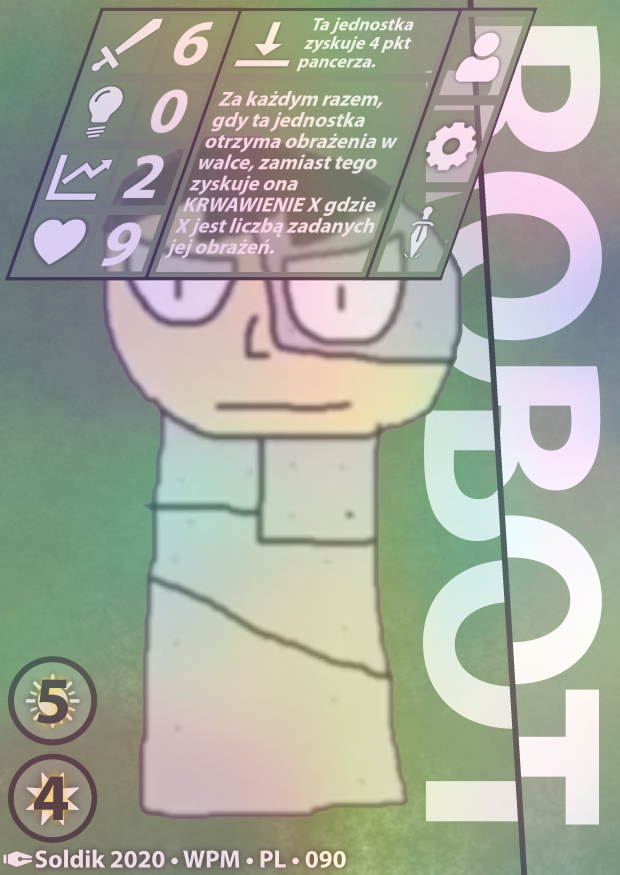 6
0
2
9
Ta jednostka
zyskuje 4 pkt
pancerza.
Za każdym razem,
gdy ta jednostka
otrzyma obrażenia w
walce, zamiast tego
zyskuje ona
KRWAWIENIE X gdzie
X jest liczbą zadanych
jej obrażeń.
ROBOT
5
4
Soldik 2020 • WPM • PL • 090